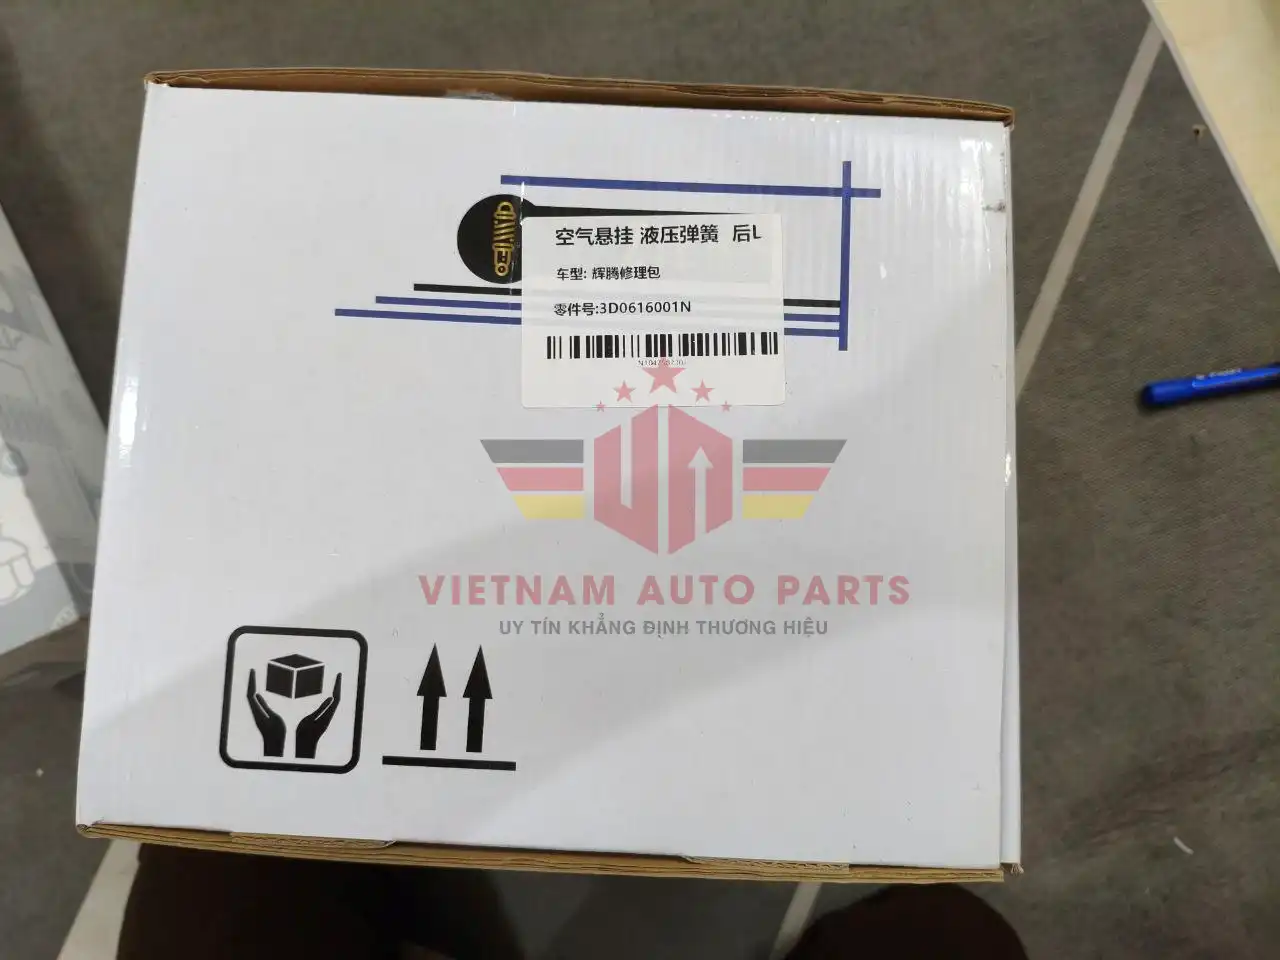 空气悬挂 液压弹簧 后L
车型: 辉腾修理包
零件号:3D0616001N
VIETNAM AUTO PARTS
UY TÍN KHẲNG ĐỊNH THƯƠNG HIỆU